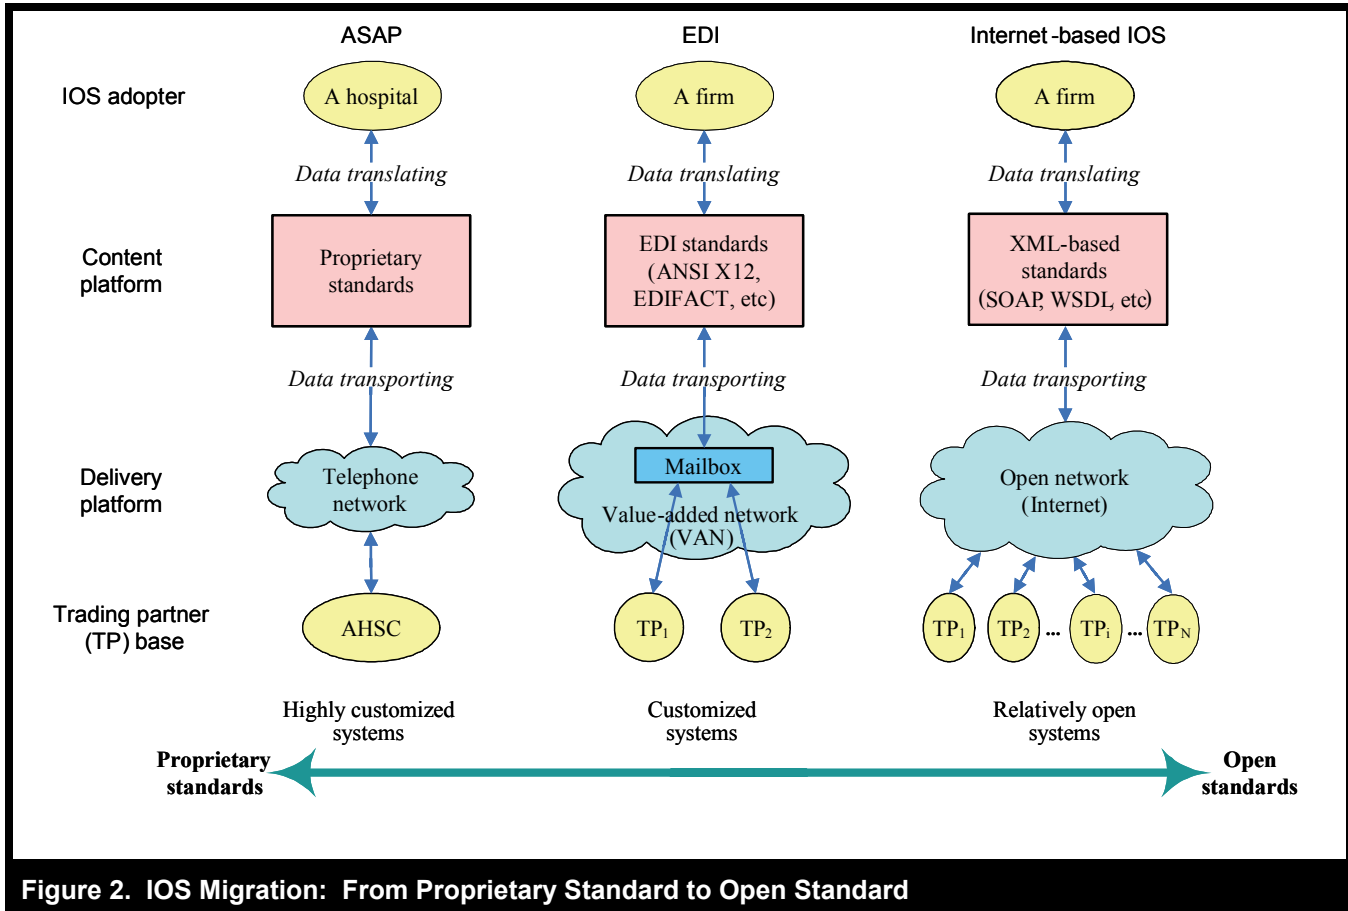 ASAP
EDI
Internet-based IOS
IOS adopter
A hospital
A firm
A firm
Data translating
Data translating
Data translating
Content
platform
Proprietary
standards
EDI standards
(ANSI X12,
EDIFACT, etc)
XML-based
standards
(SOAP, WSDL, etc)
Data transporting
Data transporting
Data transporting
Delivery
platform
Telephone
network
Mailbox
Value-added network
(VAN)
Open network
(Internet)
Trading partner
(TP) base
AHSC
TP1
TP2
TP1
TP2
...
TPi
...
TPN
Highly customized
systems
Customized
systems
Relatively open
systems
Proprietary
standards
Open
standards
Figure 2. IOS Migration: From Proprietary Standard to Open Standard